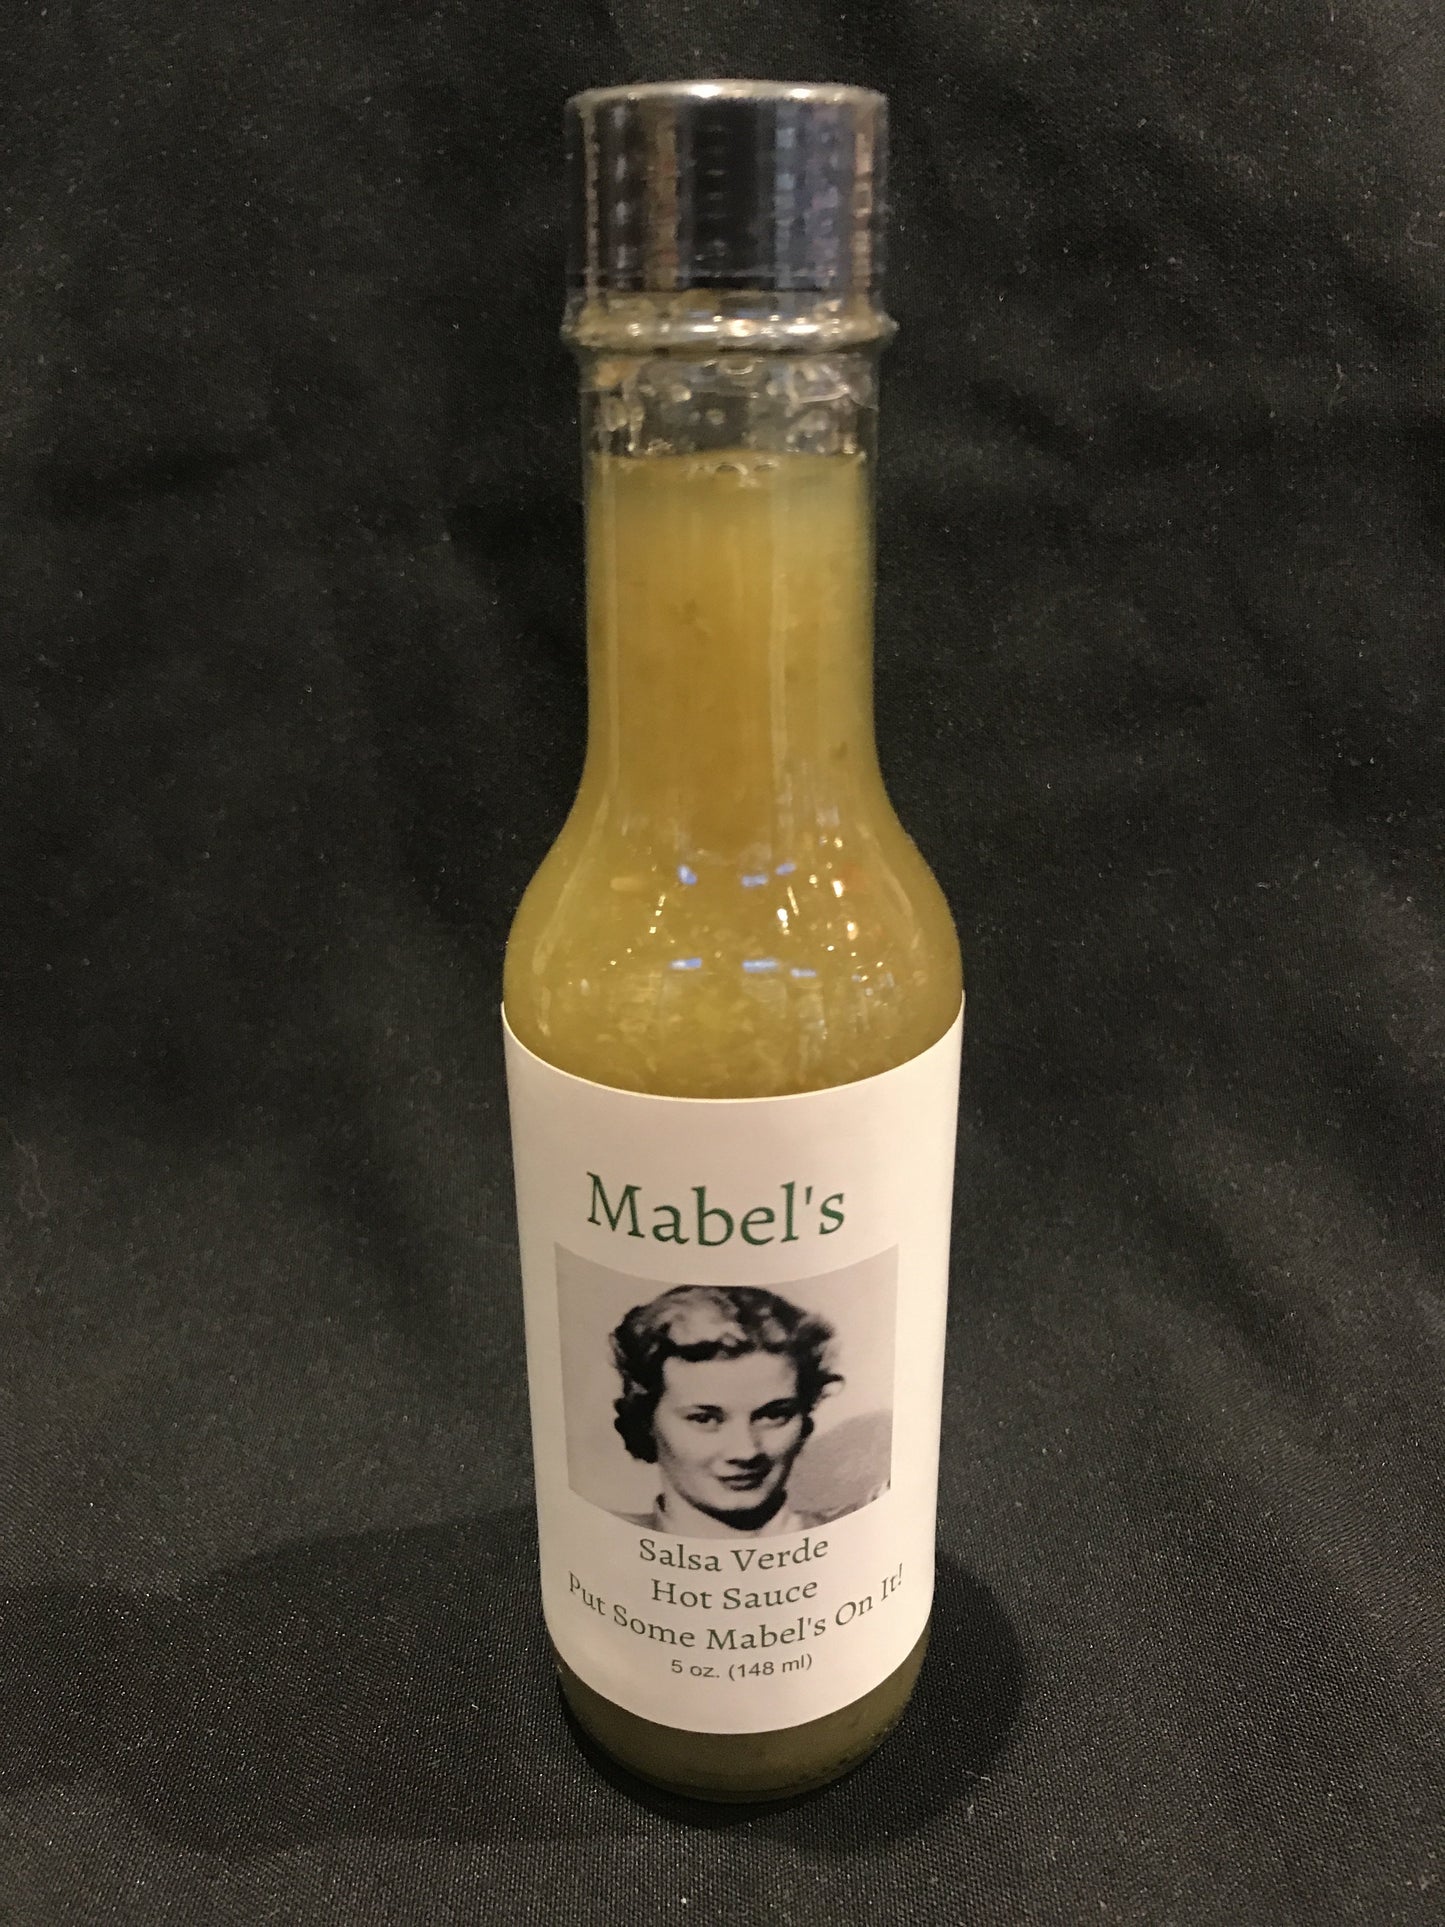 Mabel's
Salsa Verde
Hot Sauce
Put Some Mabel's On It!
5 oz. (148 ml)